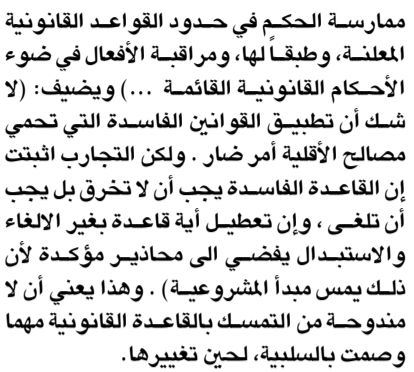 ممارسة الحكم في حدود القواعد القانونية
المعلنة، وطبقاً لها، ومراقبة الأفعال في ضوء
الأحكام القانونية القائمة ...) ويضيف: (لا
شك أن تطبيق القوانين الفاسدة التي تحمي
مصالح الأقلية أمر ضار . ولكن التجارب اثبتت
إن القاعدة الفاسدة يجب أن لا تخرق بل يجب
أن تلغى ، وإن تعطيل أية قاعدة بغير الالغاء
والاستبدال يفضي الى محاذير مؤكدة لأن
ذلك يمس مبدأ المشروعية) . وهذا يعني أن لا
مندوحة من التمسك بالقاعدة القانونية مهما
وصمت بالسلبية، لحين تغييرها.